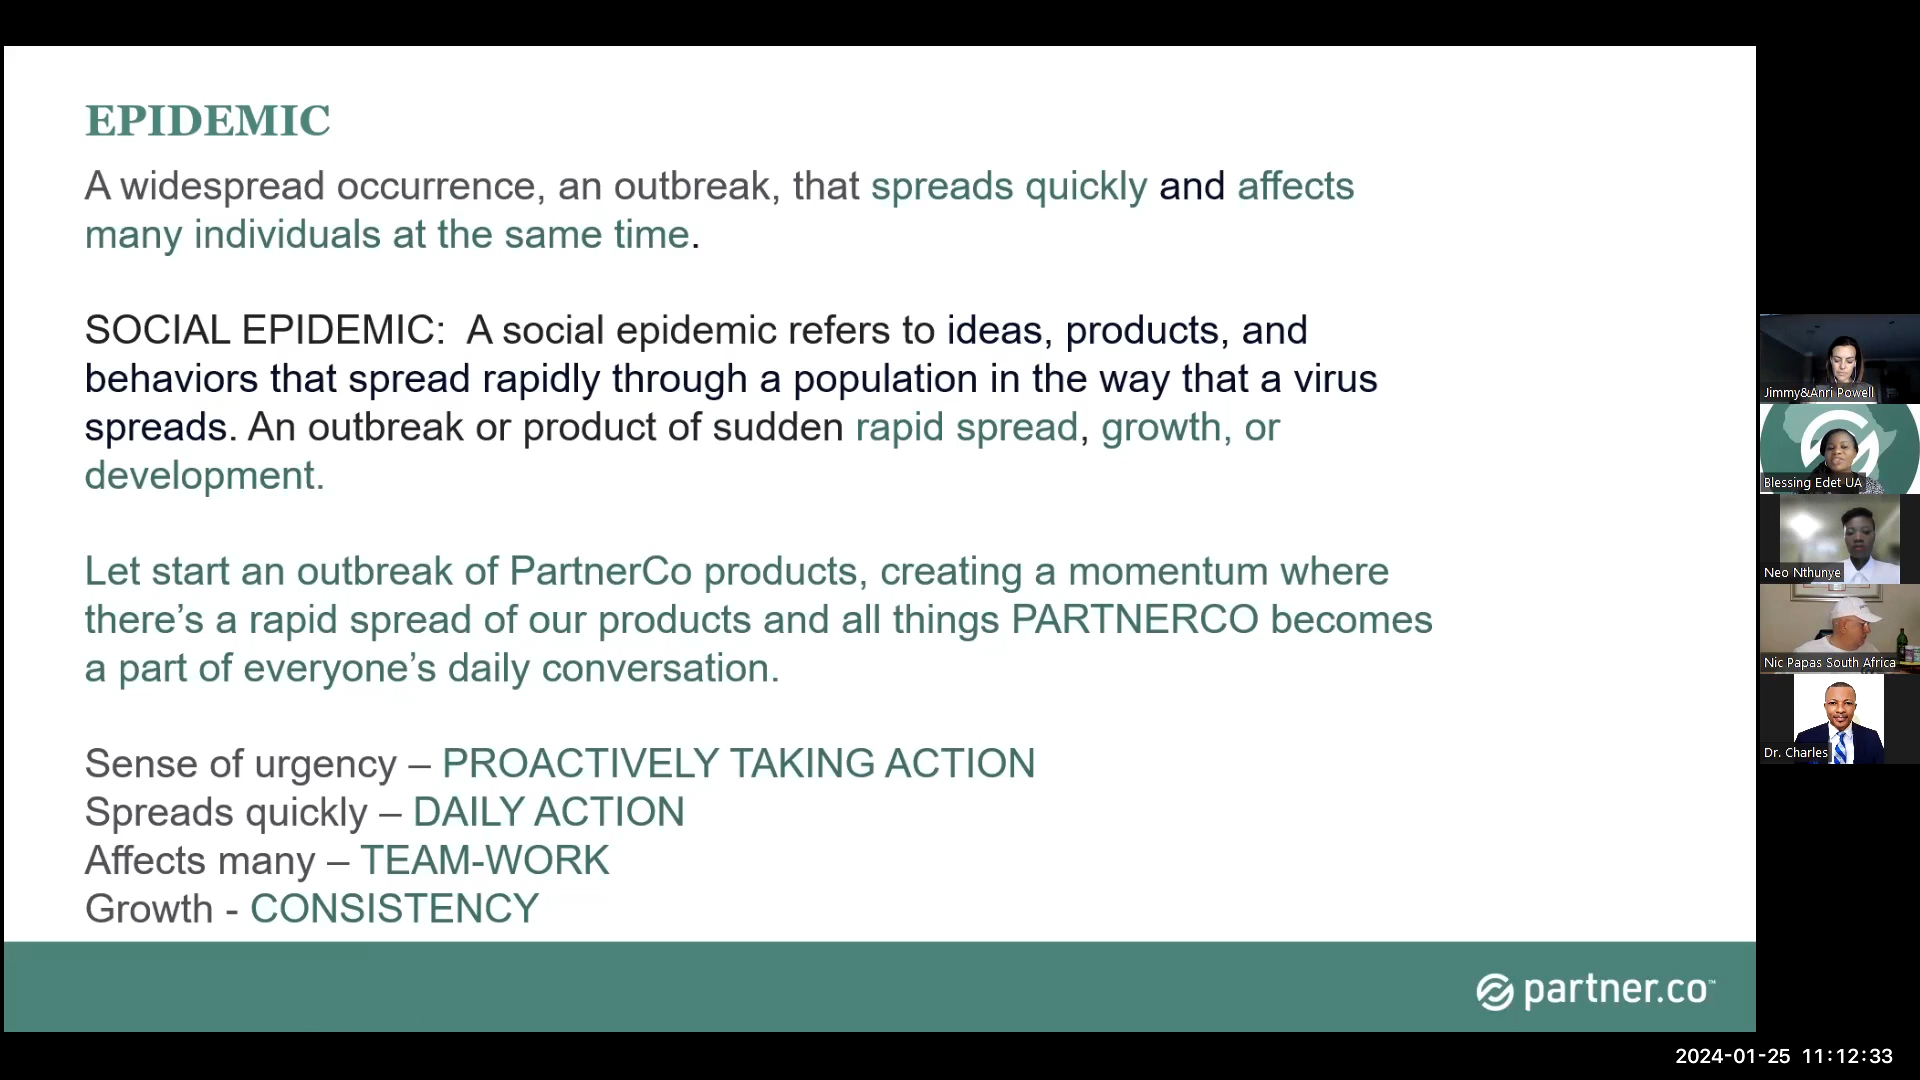 EPIDEMIC
A widespread occurrence, an outbreak, that spreads quickly and affects
many individuals at the same time.
SOCIAL EPIDEMIC:  A social epidemic refers to ideas, products, and
behaviors that spread rapidly through a population in the way that a virus
spreads. An outbreak or product of sudden rapid spread, growth, or
development.
Let start an outbreak of PartnerCo products, creating a momentum where
there’s a rapid spread of our products and all things PARTNERCO becomes
a part of everyone’s daily conversation.
Sense of urgency – PROACTIVELY TAKING ACTION
Spreads quickly – DAILY ACTION
Affects many – TEAM-WORK
Growth - CONSISTENCY
partner.co™
Jimmy&Anri Powell
Blessing Edet UA
Neo Nthunye
Nic Papas South Africa
Dr. Charles
2024-01-25 11:12:33